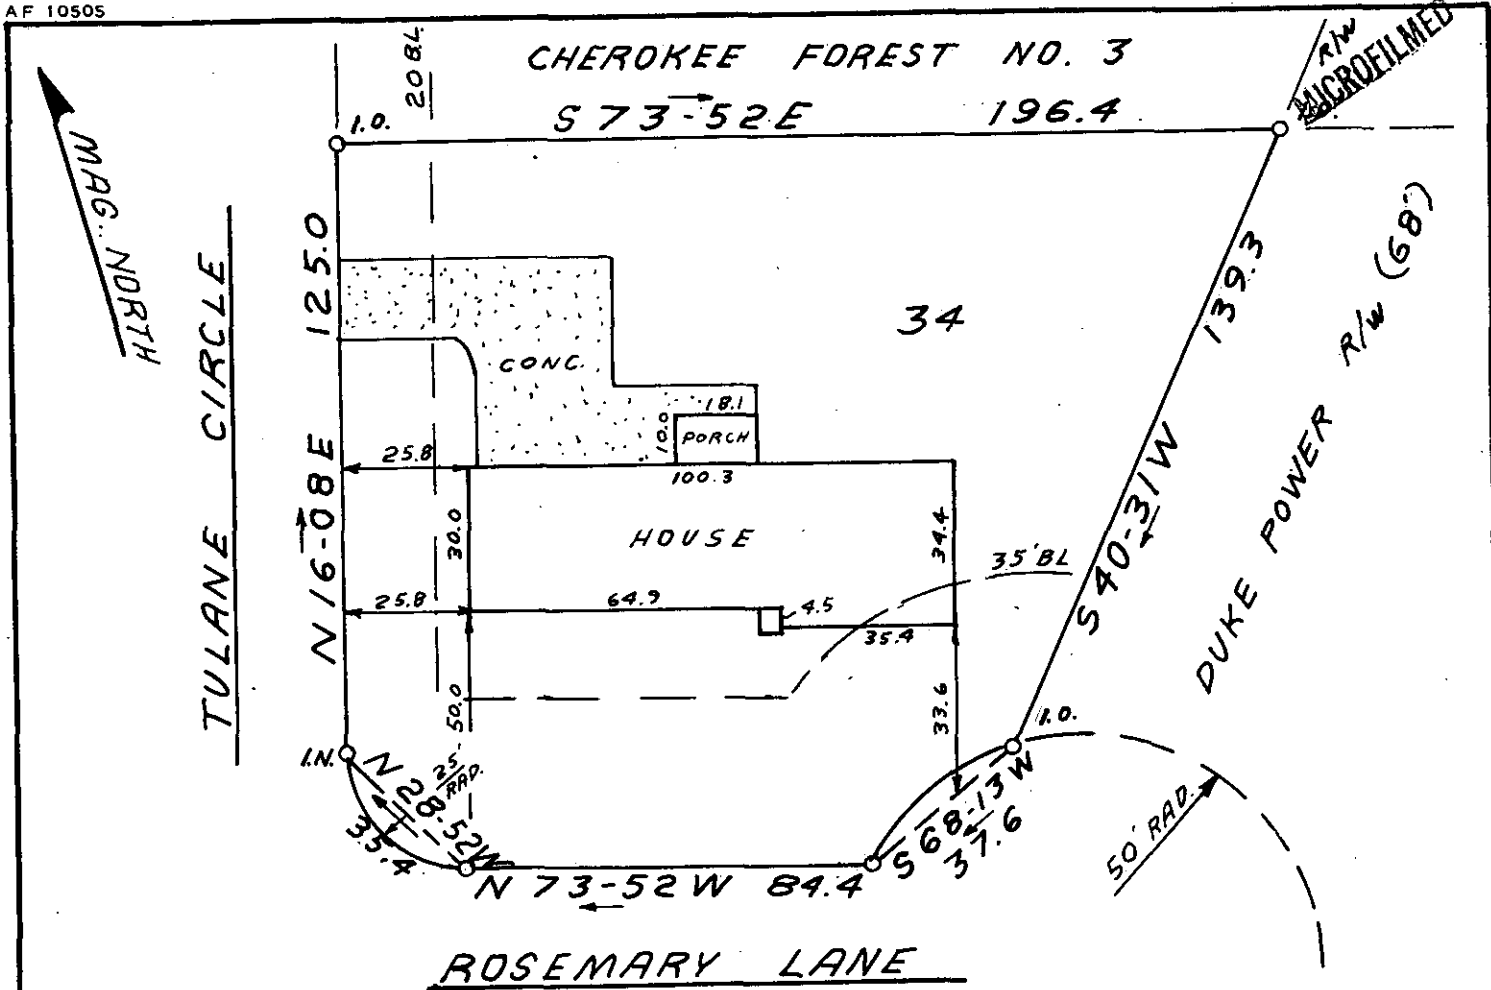 AF 10505
CHEROKEE FOREST NO. 3
20 BL
R/W
MICROFILMED
MAG. NORTH
I.O.
S 73-52 E 196.4
TULANE CIRCLE
N 16-08 E 125.0
34
139.3
S 40-31 W
DUKE POWER R/W (68')
CONC.
18.1
10.0
PORCH
25.8
100.3
30.0
HOUSE
34.4
35' BL
25.8
64.9
4.5
35.4
50.0
33.6
I.O.
I.N.
25' RAD.
N 28-52 W
35.4
S 68-13 W
37.6
50' RAD.
N 73-52 W 84.4
ROSEMARY LANE